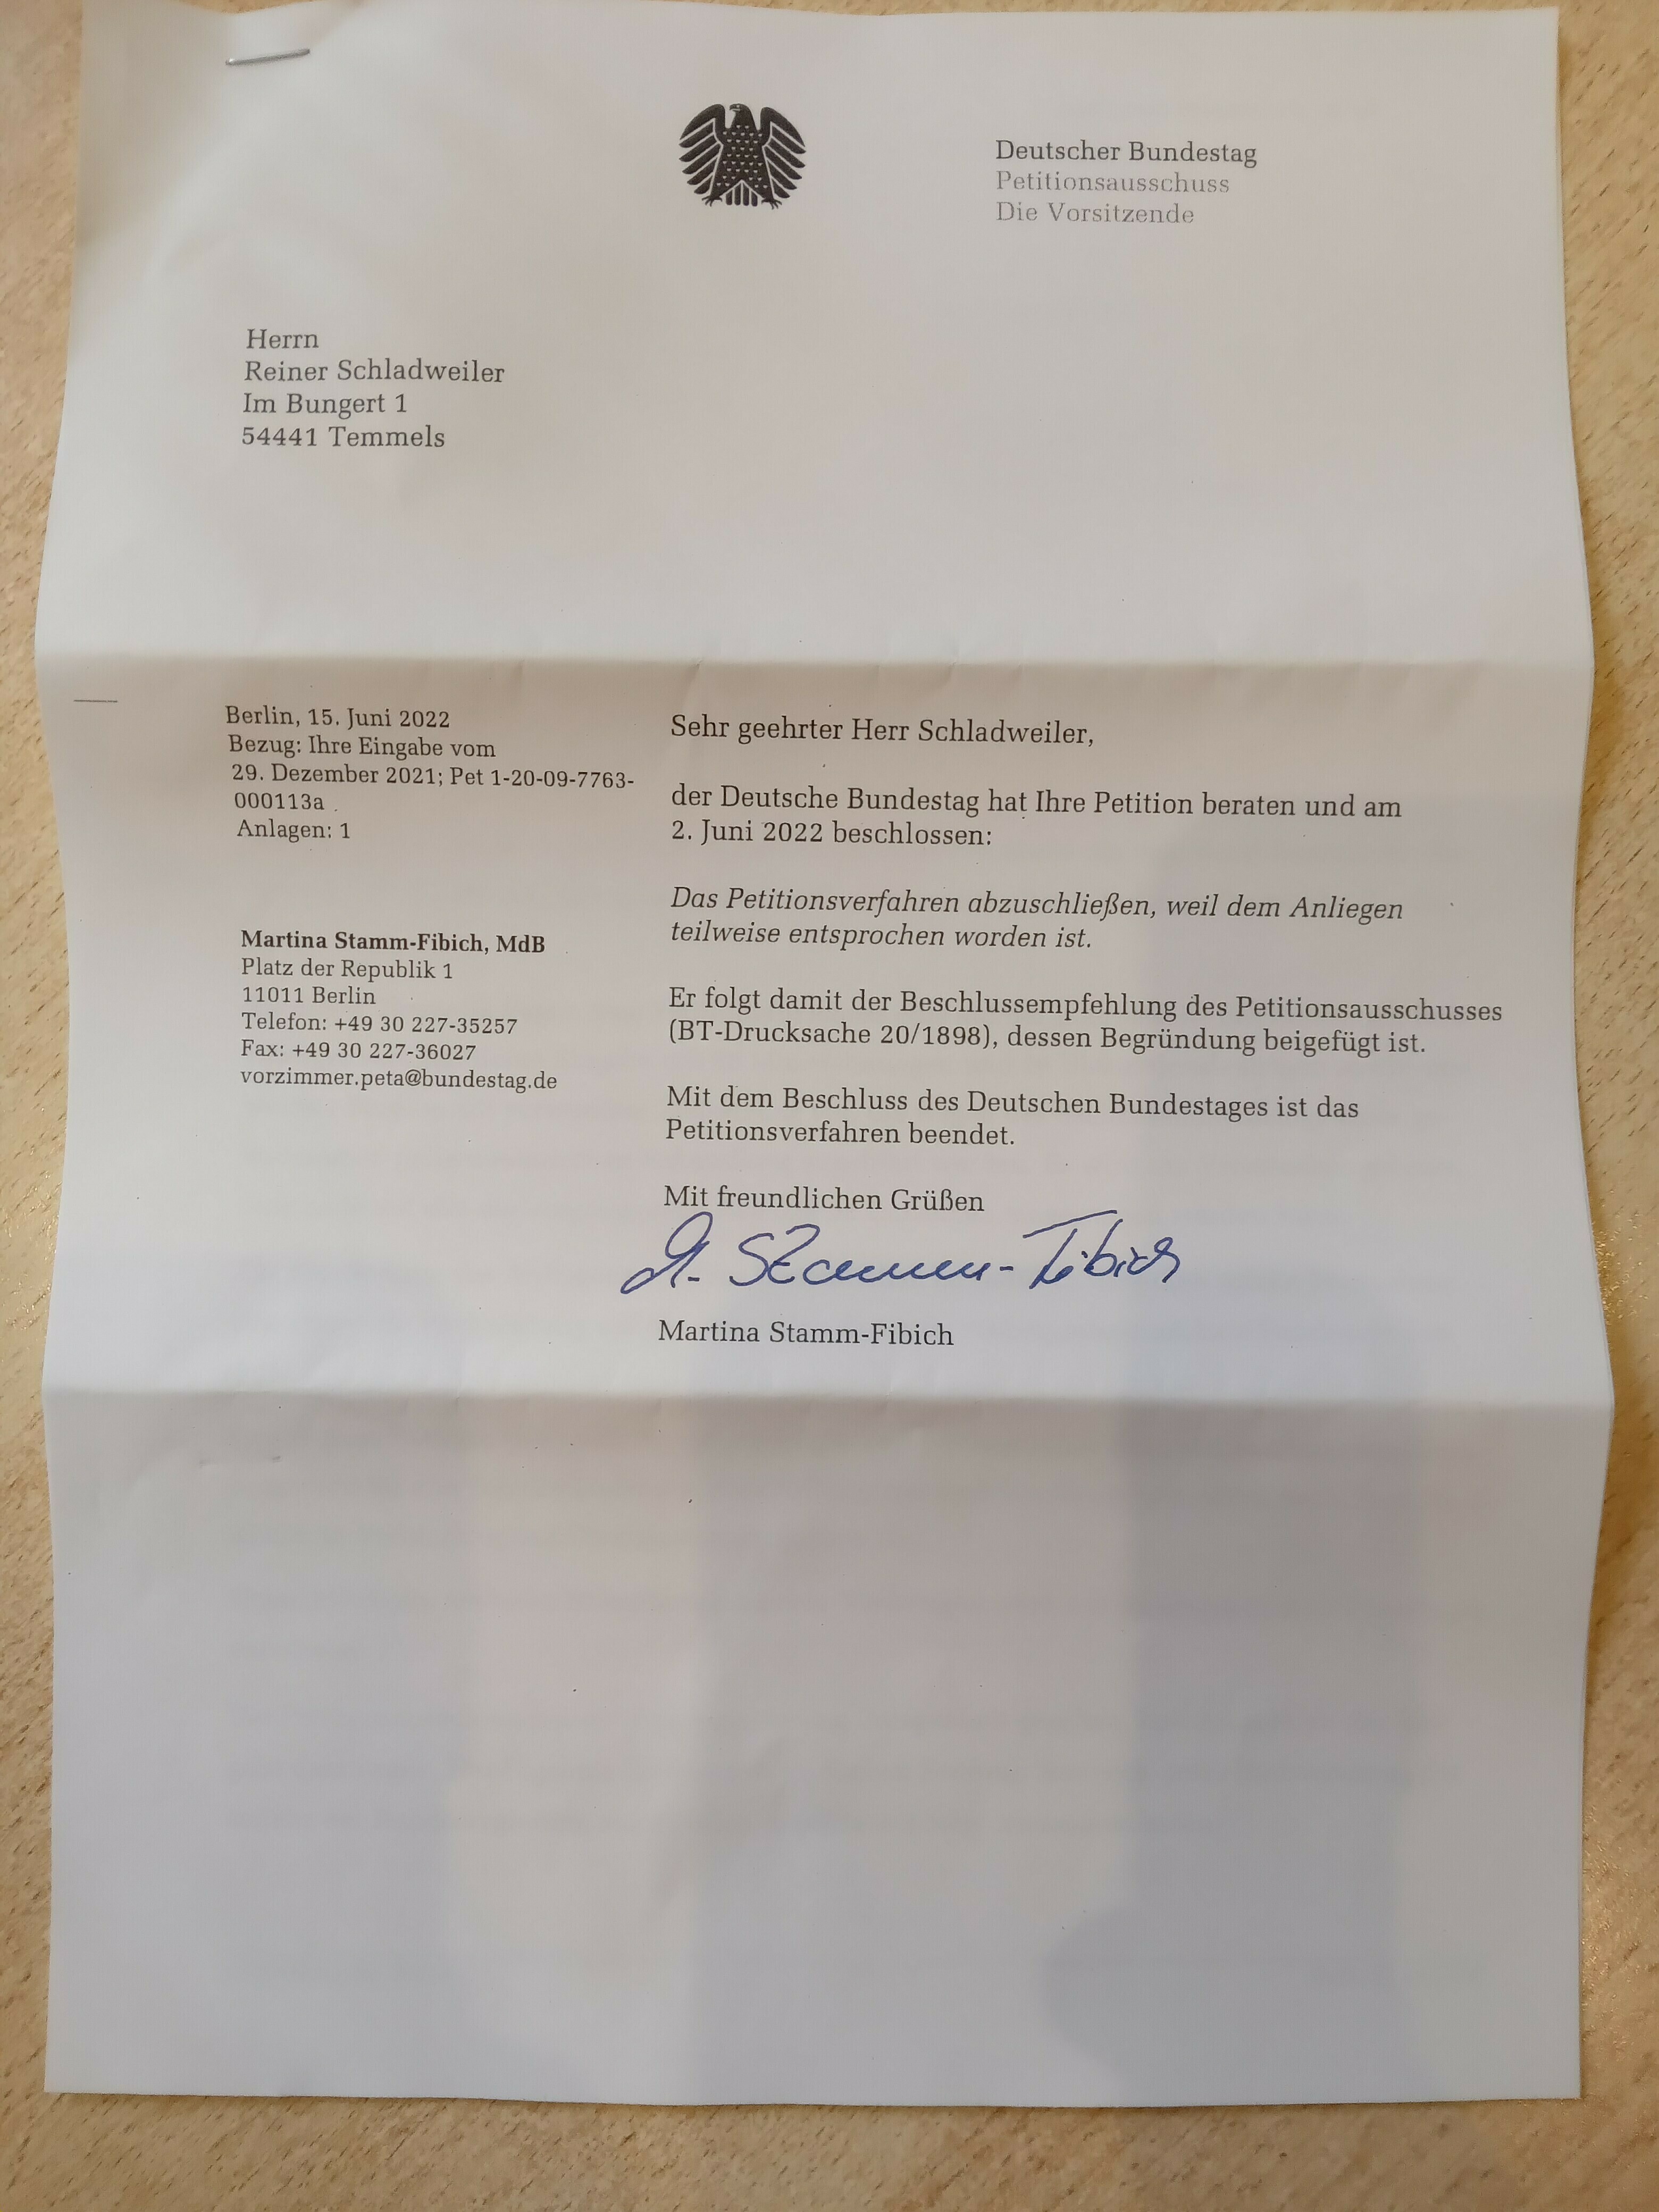 Deutscher Bundestag
Petitionsausschuss
Die Vorsitzende
Herrn
Reiner Schladweiler
Im Bungert 1
54441 Temmels
Berlin, 15. Juni 2022
Bezug: Ihre Eingabe vom
29. Dezember 2021; Pet 1-20-09-7763-
000113a
Anlagen: 1
Martina Stamm-Fibich, MdB
Platz der Republik 1
11011 Berlin
Telefon: +49 30 227-35257
Fax: +49 30 227-36027
vorzimmer.peta@bundestag.de
Sehr geehrter Herr Schladweiler,
der Deutsche Bundestag hat Ihre Petition beraten und am
2. Juni 2022 beschlossen:
Das Petitionsverfahren abzuschließen, weil dem Anliegen
teilweise entsprochen worden ist.
Er folgt damit der Beschlussempfehlung des Petitionsausschusses
(BT-Drucksache 20/1898), dessen Begründung beigefügt ist.
Mit dem Beschluss des Deutschen Bundestages ist das
Petitionsverfahren beendet.
Mit freundlichen Grüßen
M. Stamm-Fibich
Martina Stamm-Fibich